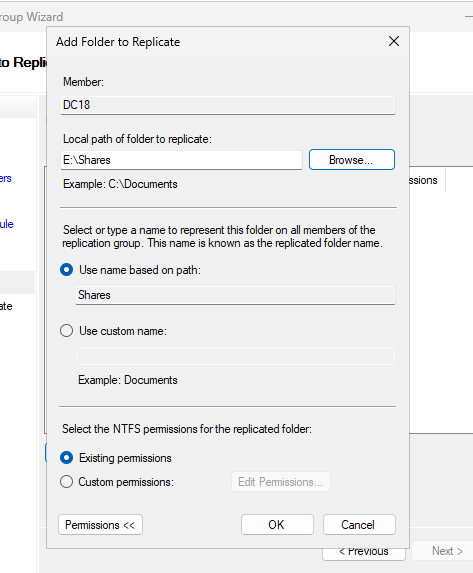 roup Wizard
Add Folder to Replicate
to Repli
Member:
DC18
Local path of folder to replicate:
E:\Shares
Browse...
Example: C:\Documents
ers
ssions
ule
Select or type a name to represent this folder on all members of the
replication group. This name is known as the replicated folder name.
Use name based on path:
Shares
ate
Use custom name:
Example: Documents
Select the NTFS permissions for the replicated folder:
Existing permissions
Custom permissions:
Edit Permissions...
Permissions <<
OK
Cancel
< Previous
Next >